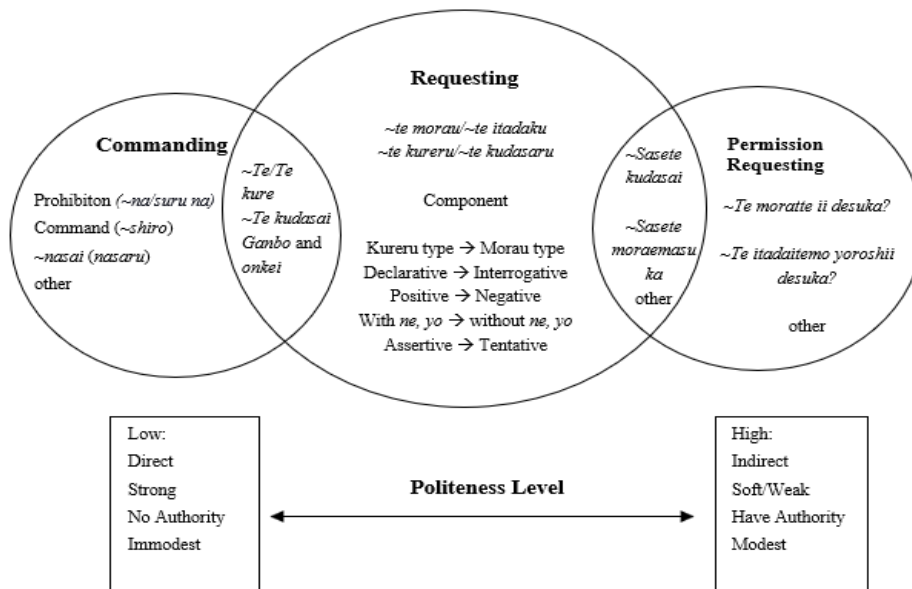 Commanding
Prohibiton (~na/suru na)
Command (~shiro)
~nasai (nasaru)
other
~Te/Te
kure
~Te kudasai
Ganbo and
onkei
Requesting
~te morau/~te itadaku
~te kureru/~te kudasaru
Component
Kureru type → Morau type
Declarative → Interrogative
Positive → Negative
With ne, yo → without ne, yo
Assertive → Tentative
~Sasete
kudasai
~Sasete
moraemasu
ka
other
Permission
Requesting
~Te moratte ii desuka?
~Te itadaitemo yoroshii
desuka?
other
Low:
Direct
Strong
No Authority
Immodest
Politeness Level
High:
Indirect
Soft/Weak
Have Authority
Modest